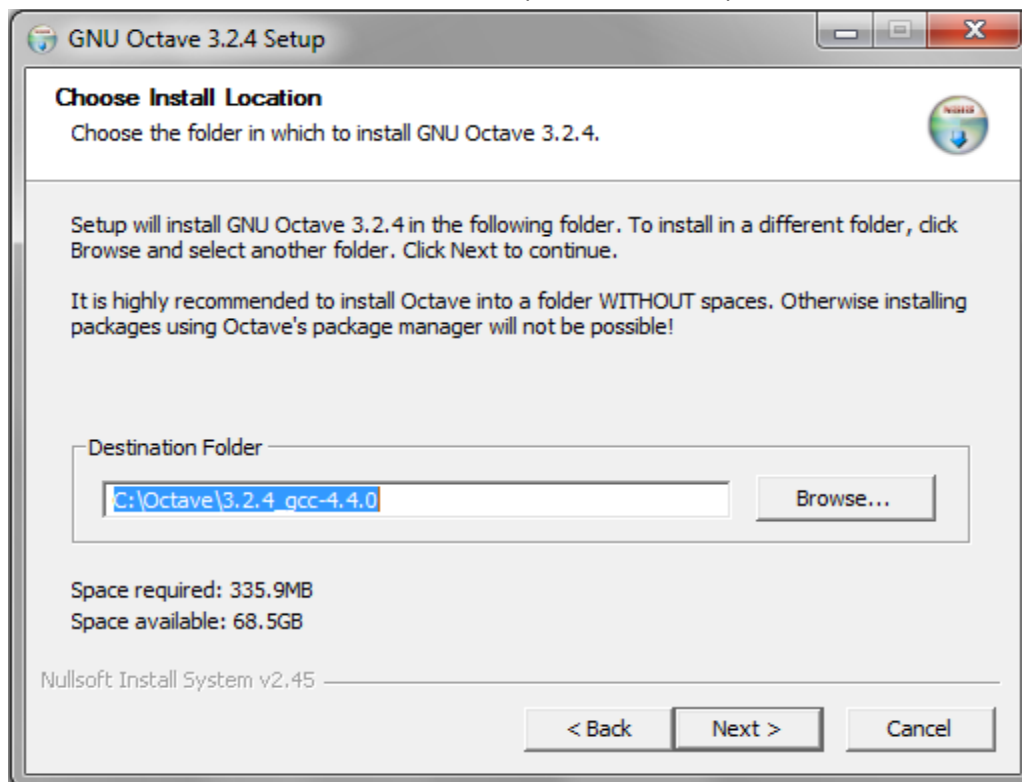 GNU Octave 3.2.4 Setup
Choose Install Location
Choose the folder in which to install GNU Octave 3.2.4.
Setup will install GNU Octave 3.2.4 in the following folder. To install in a different folder, click
Browse and select another folder. Click Next to continue.
It is highly recommended to install Octave into a folder WITHOUT spaces. Otherwise installing
packages using Octave's package manager will not be possible!
Destination Folder
C:\Octave\3.2.4_gcc-4.4.0
Browse...
Space required: 335.9MB
Space available: 68.5GB
Nullsoft Install System v2.45
< Back
Next >
Cancel